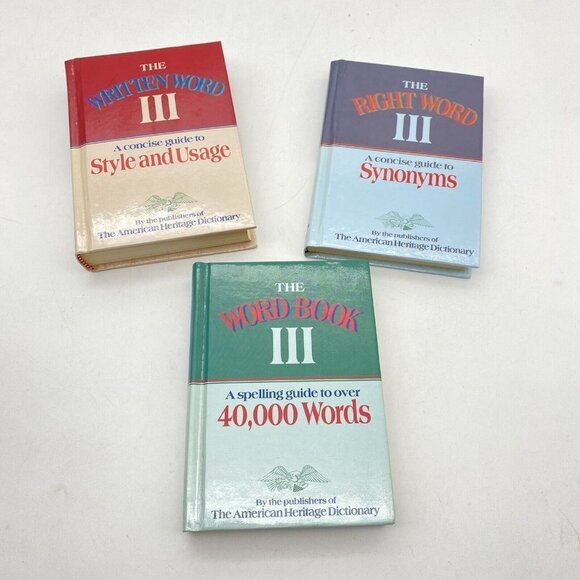 THE
WRITTEN WORD
III
A concise guide to
Style and Usage
By the publishers of
The American Heritage Dictionary
THE
RIGHT WORD
III
A concise guide to
Synonyms
By the publishers of
The American Heritage Dictionary
THE
WORD BOOK
III
A spelling guide to over
40,000 Words
By the publishers of
The American Heritage Dictionary